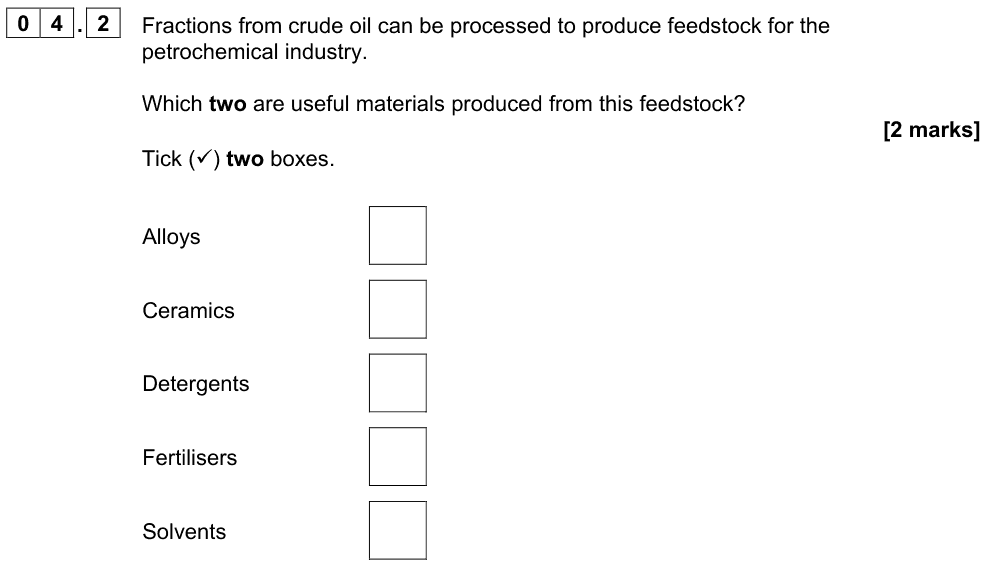 0 4 . 2 Fractions from crude oil can be processed to produce feedstock for the
petrochemical industry.
Which two are useful materials produced from this feedstock?
[2 marks]
Tick (✓) two boxes.
Alloys
Ceramics
Detergents
Fertilisers
Solvents